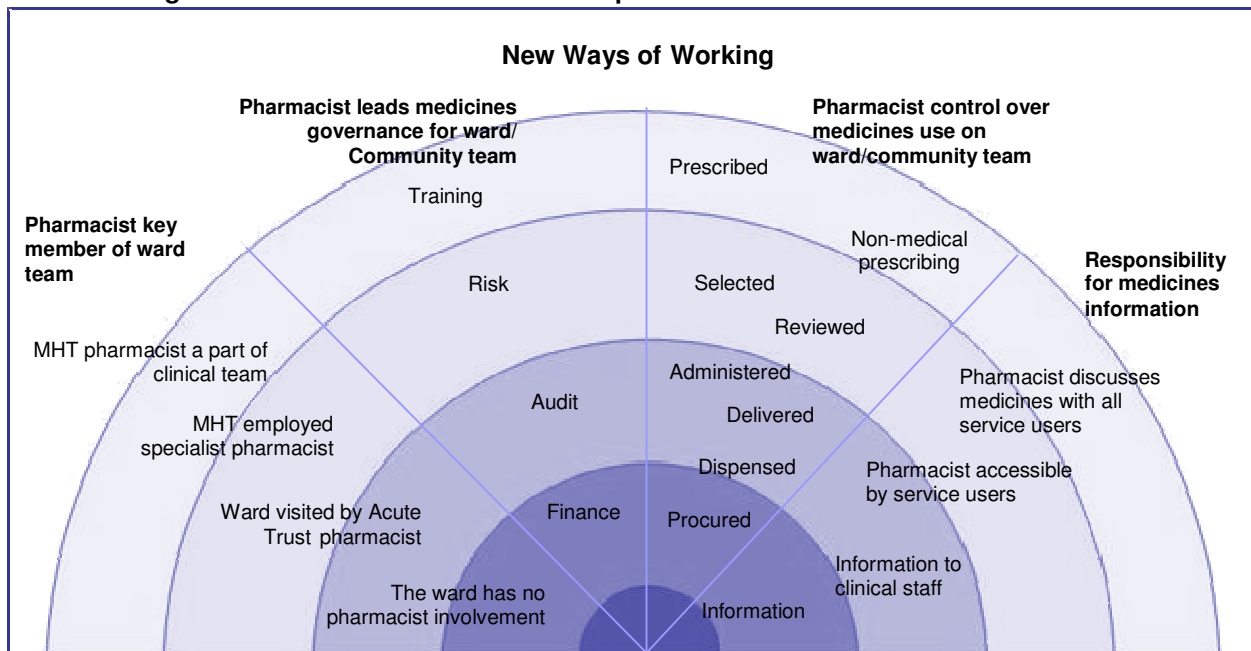 New Ways of Working
Pharmacist leads medicines
governance for ward/
Community team
Pharmacist control over
medicines use on
ward/community team
Prescribed
Training
Pharmacist key
member of ward
team
Non-medical
prescribing
Responsibility
for medicines
information
Risk
Selected
Reviewed
MHT pharmacist a part of
clinical team
Administered
Pharmacist discusses
medicines with all
service users
Audit
Delivered
MHT employed
specialist pharmacist
Dispensed
Pharmacist accessible
by service users
Ward visited by Acute
Trust pharmacist
Finance
Procured
Information to
clinical staff
The ward has no
pharmacist involvement
Information